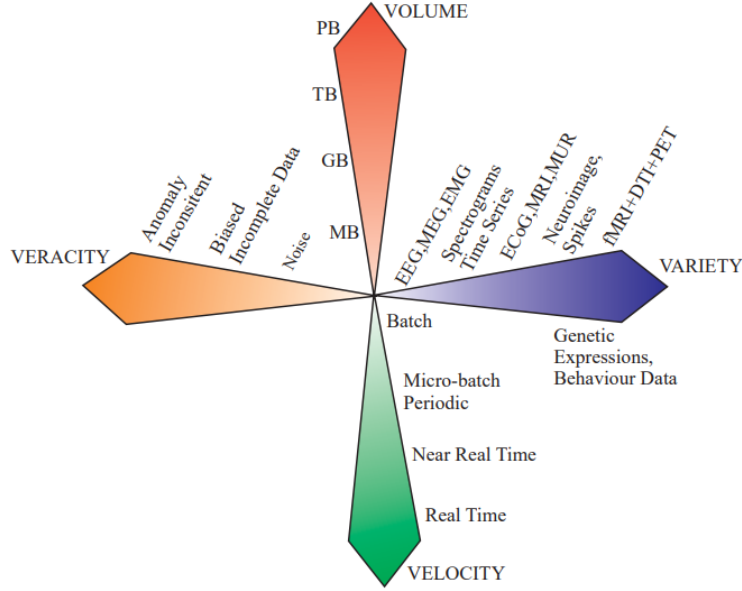 PB
VOLUME
TB
GB
MB
VERACITY
Anomaly
Inconsitent
Biased
Incomplete Data
Noise
EEG,MEG,EMG
Spectrograms
Time Series
ECoG,MRI,MUR
Neuroimage,
Spikes
fMRI+DTI+PET
VARIETY
Genetic
Expressions,
Behaviour Data
Batch
Micro-batch
Periodic
Near Real Time
Real Time
VELOCITY